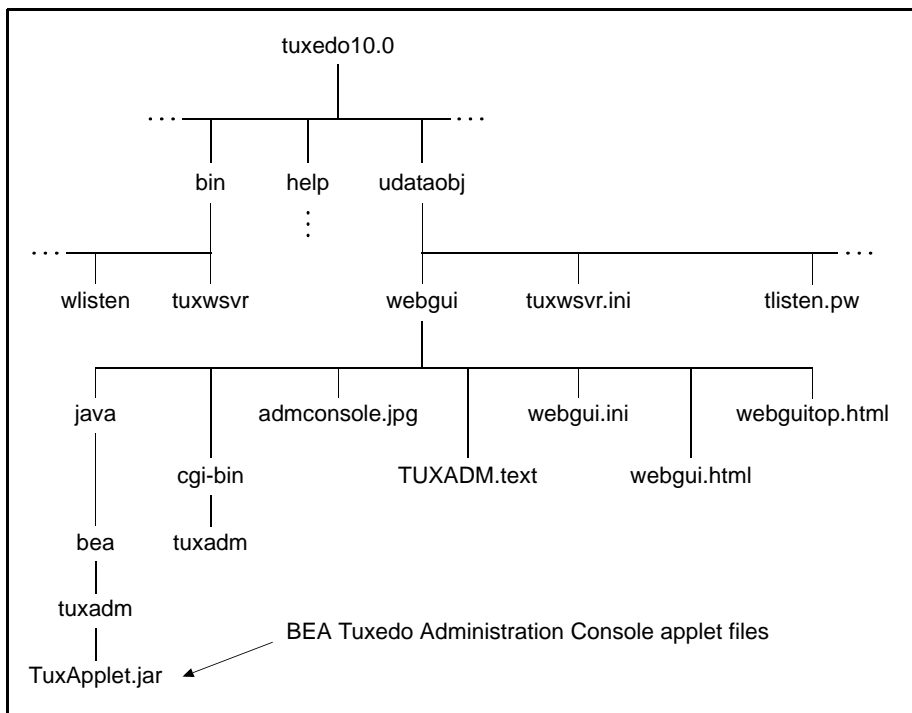 tuxedo10.0
bin help udataobj
wlisten tuxwsvr webgui tuxwsvr.ini tlisten.pw
java admconsole.jpg webgui.ini webguitop.html
cgi-bin TUXADM.text webgui.html
bea tuxadm
tuxadm
BEA Tuxedo Administration Console applet files
TuxApplet.jar